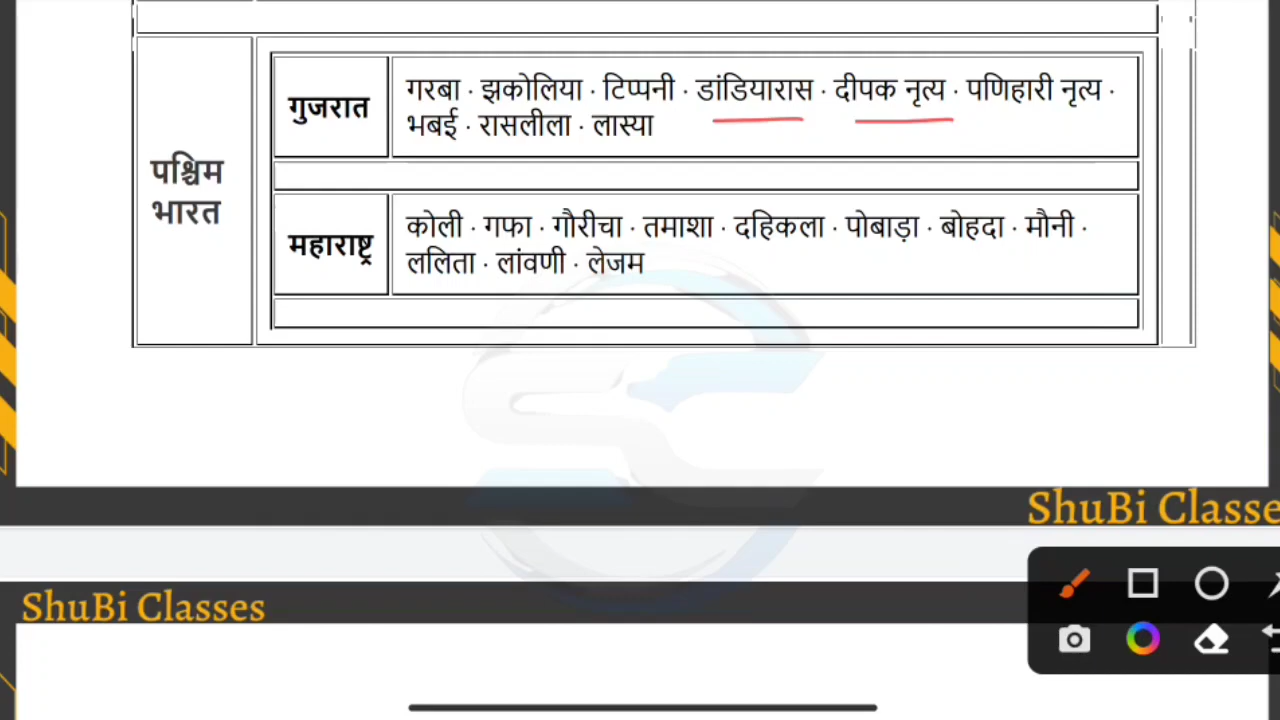 गुजरात
गरबा · झकोलिया · टिप्पनी · डांडियारास · दीपक नृत्य · पणिहारी नृत्य ·
भबई · रासलीला · लास्या
पश्चिम
भारत
महाराष्ट्र
कोली · गफा · गौरीचा · तमाशा · दहिकला · पोबाड़ा · बोहदा · मौनी ·
ललिता · लांवणी · लेजम
ShuBi Classe
ShuBi Classes